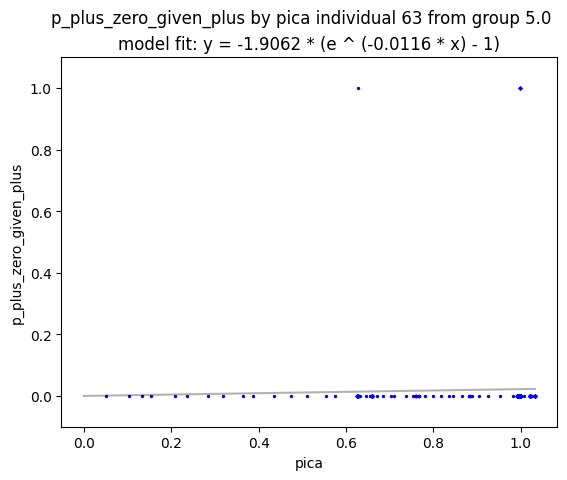 p_plus_zero_given_plus by pica individual 63 from group 5.0
model fit: y = -1.9062 * (e ^ (-0.0116 * x) - 1)
1.0
0.8
0.6
0.4
0.2
0.0
p_plus_zero_given_plus
0.0 0.2 0.4 0.6 0.8 1.0
pica